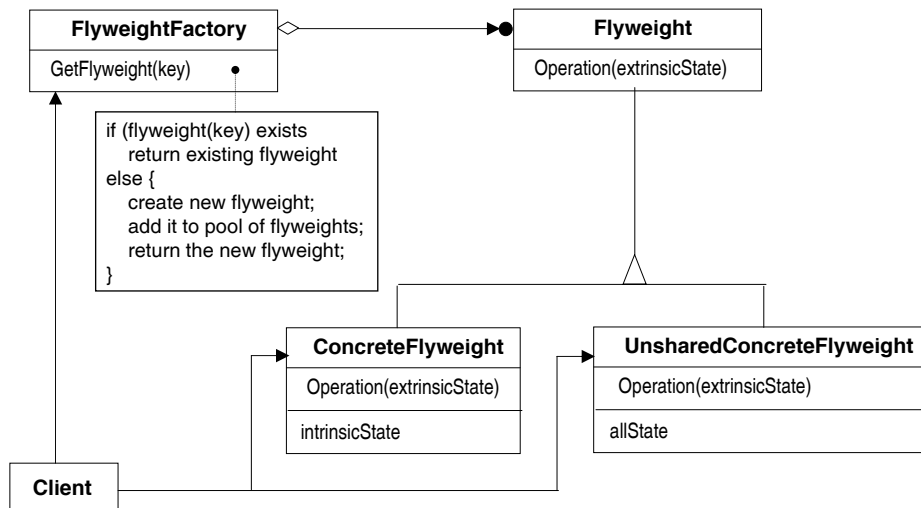 FlyweightFactory
GetFlyweight(key)
Flyweight
Operation(extrinsicState)
if (flyweight(key) exists
return existing flyweight
else {
create new flyweight;
add it to pool of flyweights;
return the new flyweight;
}
ConcreteFlyweight
Operation(extrinsicState)
intrinsicState
UnsharedConcreteFlyweight
Operation(extrinsicState)
allState
Client